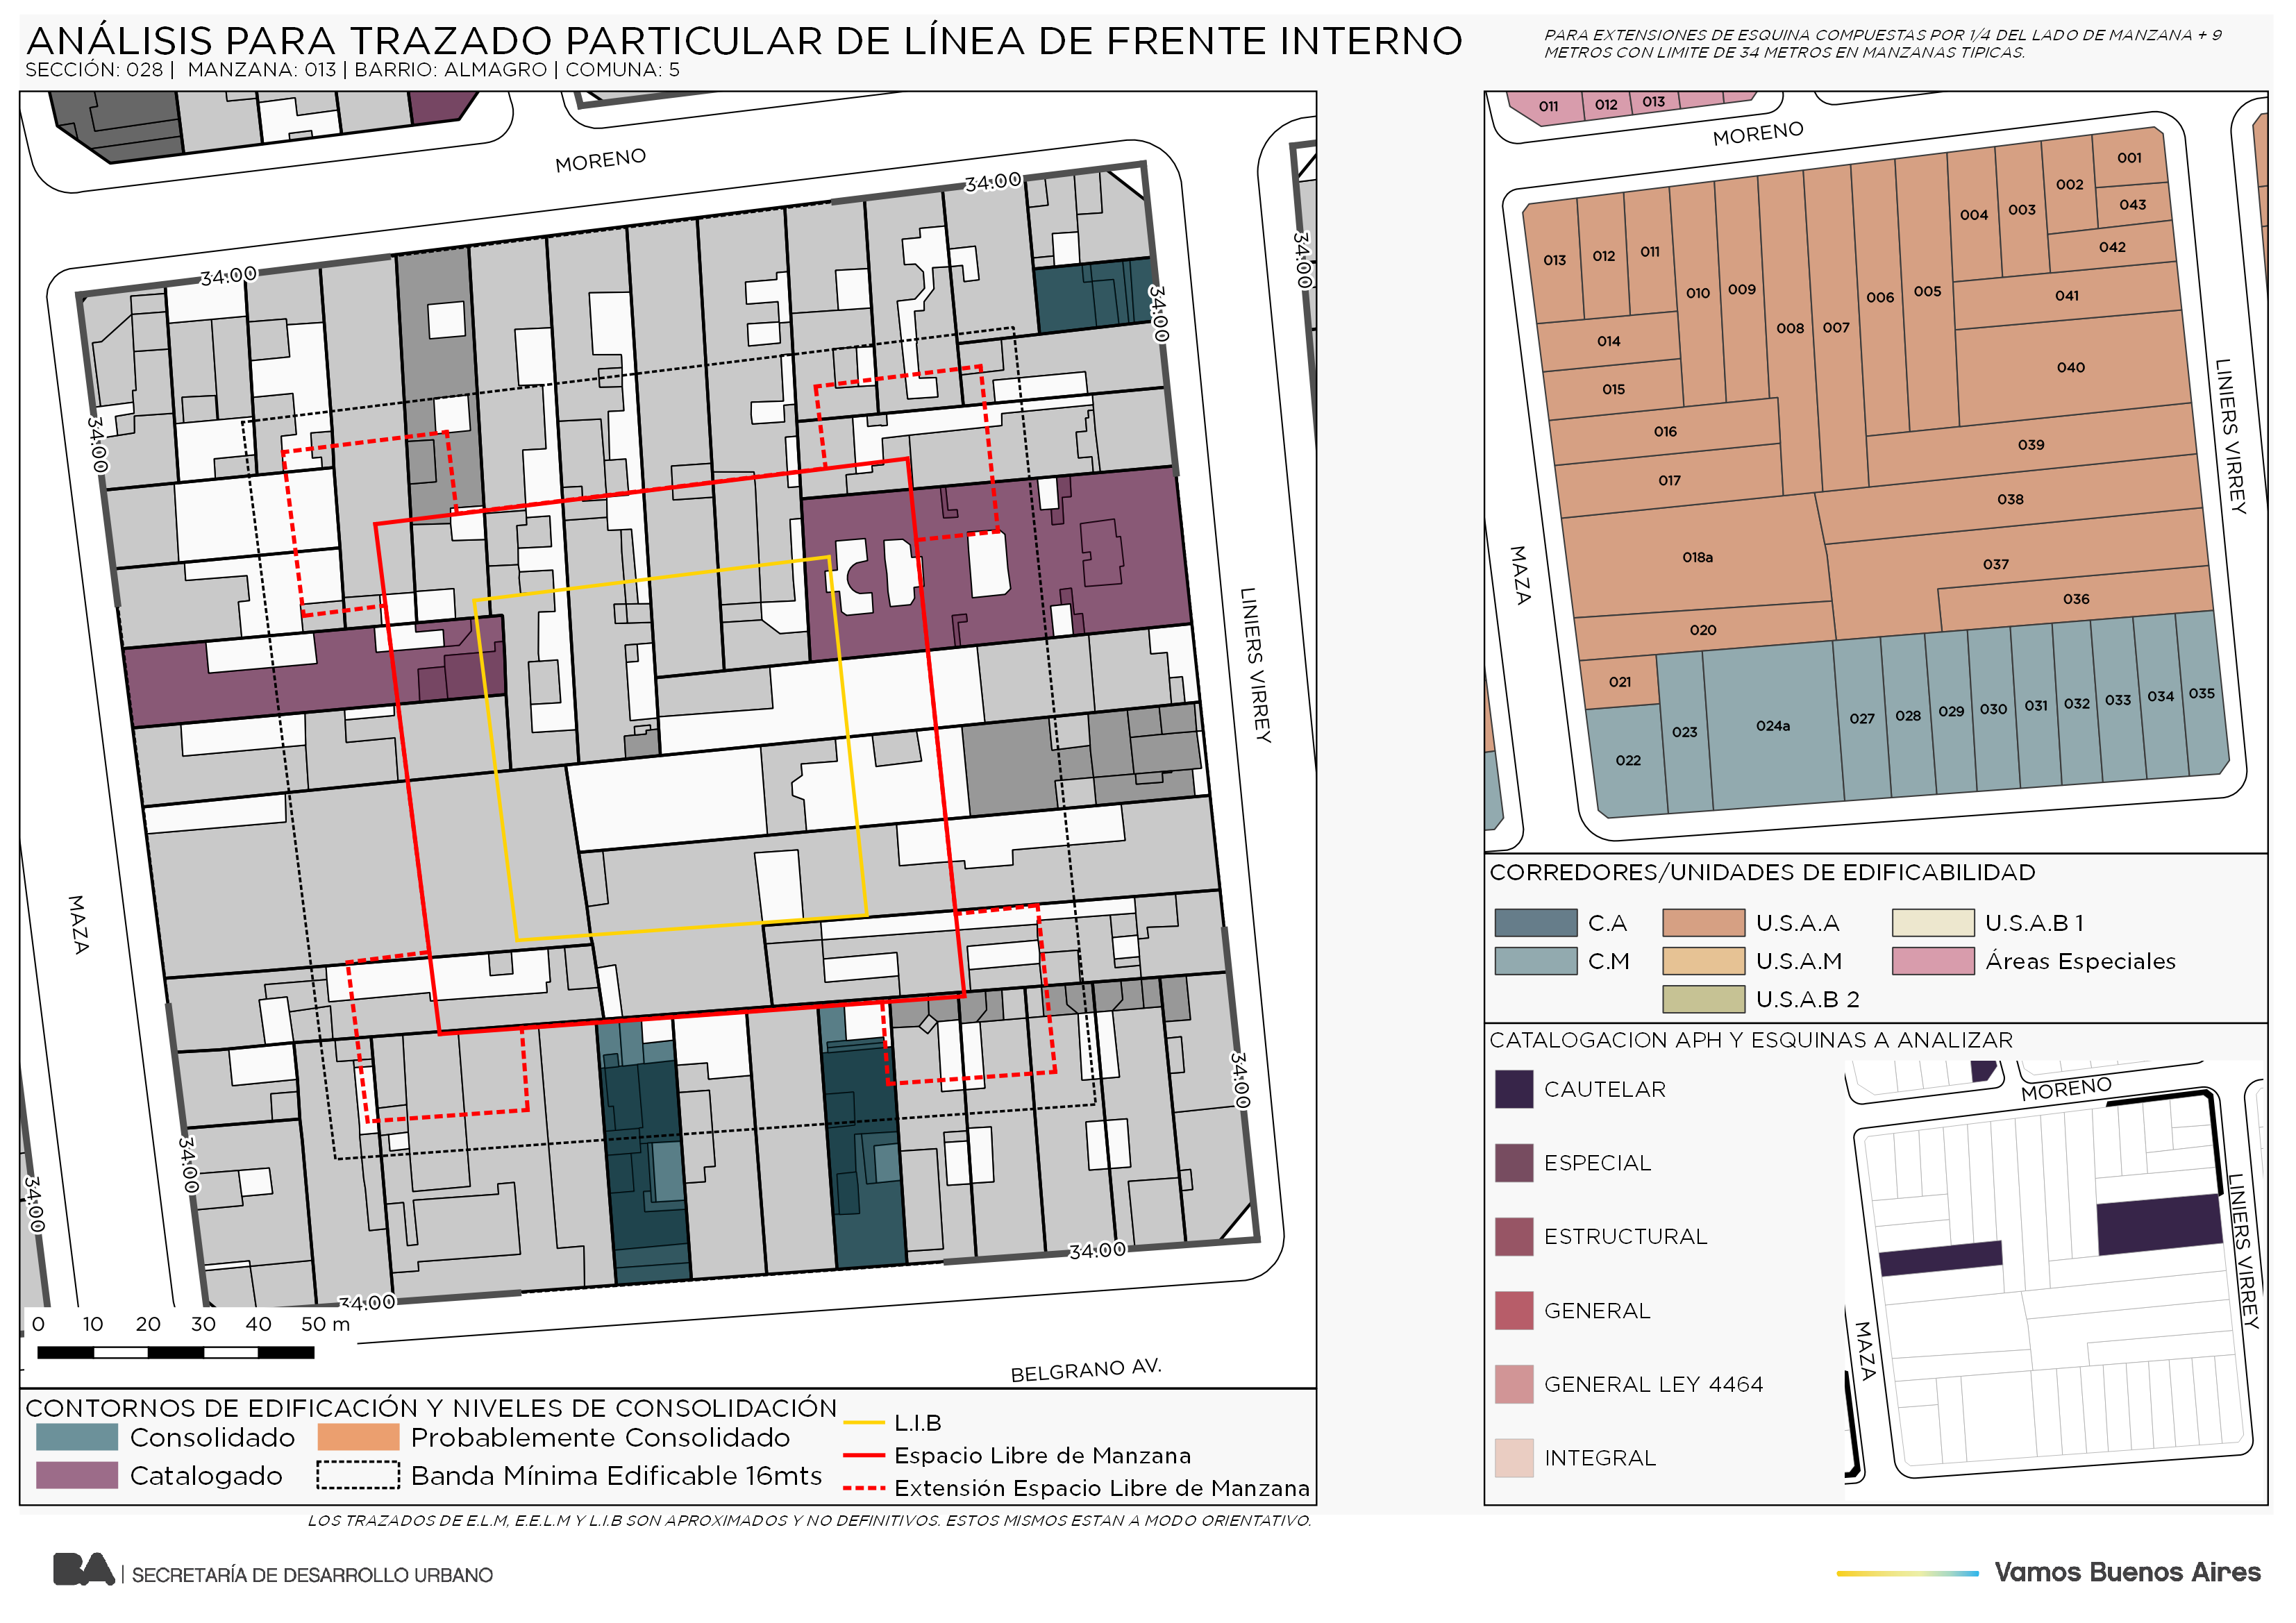 ANÁLISIS PARA TRAZADO PARTICULAR DE LÍNEA DE FRENTE INTERNO
SECCIÓN: 028 | MANZANA: 013 | BARRIO: ALMAGRO | COMUNA: 5
PARA EXTENSIONES DE ESQUINA COMPUESTAS POR 1/4 DEL LADO DE MANZANA + 9
METROS CON LIMITE DE 34 METROS EN MANZANAS TIPICAS.
MORENO
34.00
34.00
34.00
34.00
34.00
LINIERS VIRREY
MAZA
34.00
34.00
34.00
34.00
34.00
BELGRANO AV.
0 10 20 30 40 50 m
CONTORNOS DE EDIFICACIÓN Y NIVELES DE CONSOLIDACIÓN
Consolidado
Probablemente Consolidado
Catalogado
Banda Mínima Edificable 16mts
L.I.B
Espacio Libre de Manzana
Extensión Espacio Libre de Manzana
LOS TRAZADOS DE E.L.M, E.E.L.M Y L.I.B SON APROXIMADOS Y NO DEFINITIVOS. ESTOS MISMOS ESTAN A MODO ORIENTATIVO.
011 012 013
MORENO
001
002
043
003
004
042
013 012 011
010 009 008 007 006 005
041
014
040
015
016
039
017
038
018a
037
036
020
021
022
023
024a
027 028 029 030 031 032 033 034 035
MAZA
LINIERS VIRREY
CORREDORES/UNIDADES DE EDIFICABILIDAD
C.A
U.S.A.A
U.S.A.B 1
C.M
U.S.A.M
Áreas Especiales
U.S.A.B 2
CATALOGACION APH Y ESQUINAS A ANALIZAR
CAUTELAR
ESPECIAL
ESTRUCTURAL
GENERAL
GENERAL LEY 4464
INTEGRAL
MORENO
LINIERS VIRREY
MAZA
BA | SECRETARÍA DE DESARROLLO URBANO
Vamos Buenos Aires